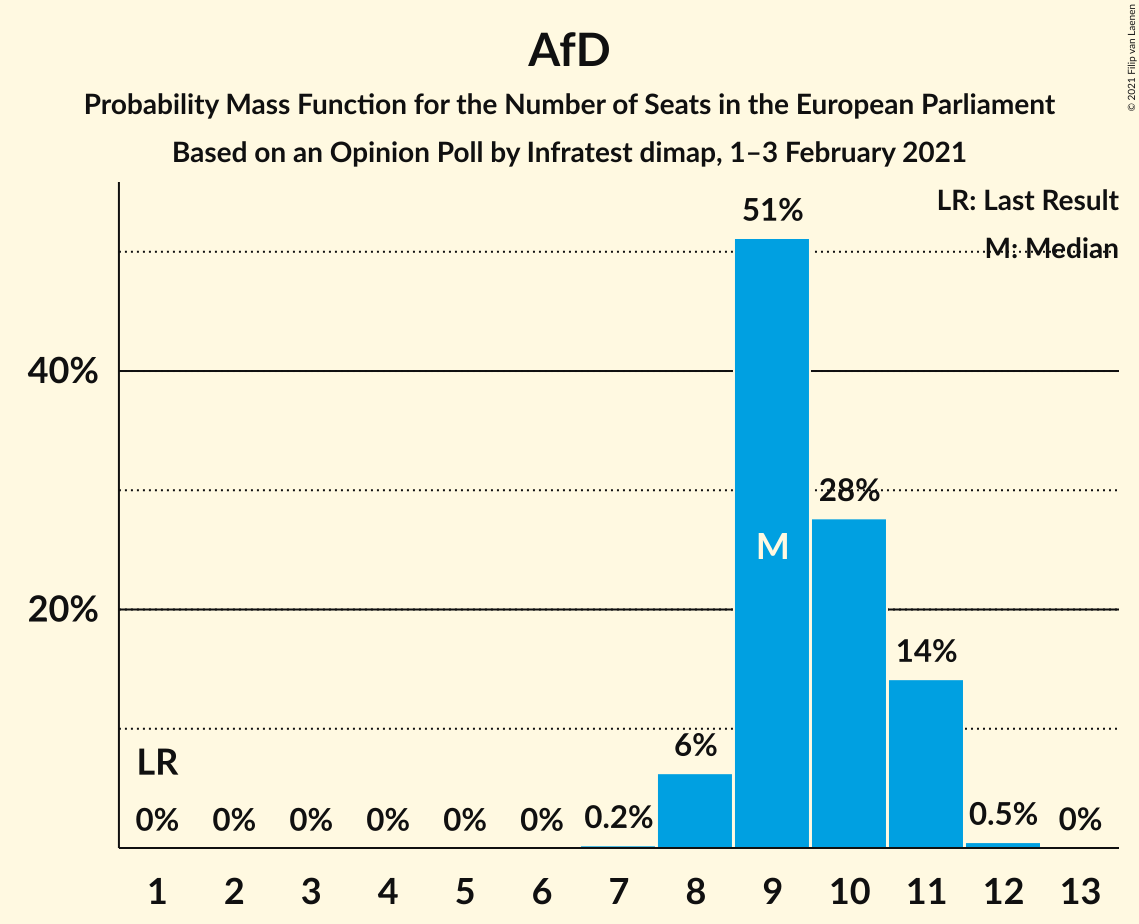 AfD
Probability Mass Function for the Number of Seats in the European Parliament
Based on an Opinion Poll by Infratest dimap, 1–3 February 2021
© 2021 Filip van Laenen
LR: Last Result
M: Median
51%
40%
28%
M
20%
14%
6%
LR
0% 0% 0% 0% 0% 0% 0.2% 0.5% 0%
1 2 3 4 5 6 7 8 9 10 11 12 13